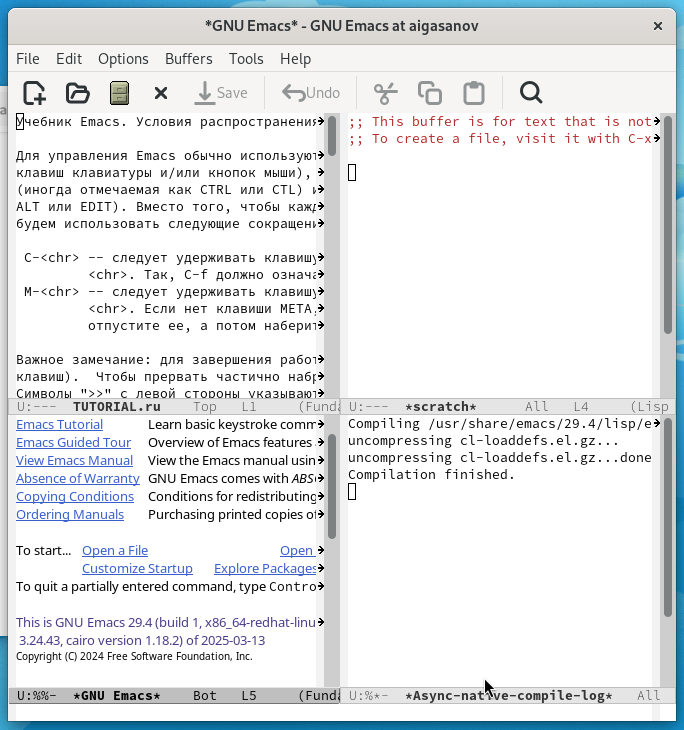 *GNU Emacs* - GNU Emacs at aigasanov
File Edit Options Buffers Tools Help
Save Undo
Учебник Emacs. Условия распространения
Для управления Emacs обычно используют
клавиш клавиатуры и/или кнопок мыши),
(иногда отмечаемая как CTRL или CTL) и
ALT или EDIT). Вместо того, чтобы кажд
будем использовать следующие сокращени
C-<chr> -- следует удерживать клавишу
<chr>. Так, C-f должно означа
M-<chr> -- следует удерживать клавишу
<chr>. Если нет клавиши META,
отпустите ее, а потом наберит
Важное замечание: для завершения работ
клавиш). Чтобы прервать частично набр
Символы ">>" с левой стороны указывают
U:--- TUTORIAL.ru Top L1 (Funda
;; This buffer is for text that is not
;; To create a file, visit it with C-x
U:--- *scratch* All L4 (Lisp
Emacs Tutorial Learn basic keystroke comm
Emacs Guided Tour Overview of Emacs features
View Emacs Manual View the Emacs manual usin
Absence of Warranty GNU Emacs comes with ABS
Copying Conditions Conditions for redistributing
Ordering Manuals Purchasing printed copies of
To start... Open a File Open
Customize Startup Explore Packages
To quit a partially entered command, type Contro
This is GNU Emacs 29.4 (build 1, x86_64-redhat-linu
3.24.43, cairo version 1.18.2) of 2025-03-13
Copyright (C) 2024 Free Software Foundation, Inc.
U:%%- *GNU Emacs* Bot L5 (Funda
Compiling /usr/share/emacs/29.4/lisp/e
uncompressing cl-loaddefs.el.gz...
uncompressing cl-loaddefs.el.gz...done
Compilation finished.
U:%*- *Async-native-compile-log* All